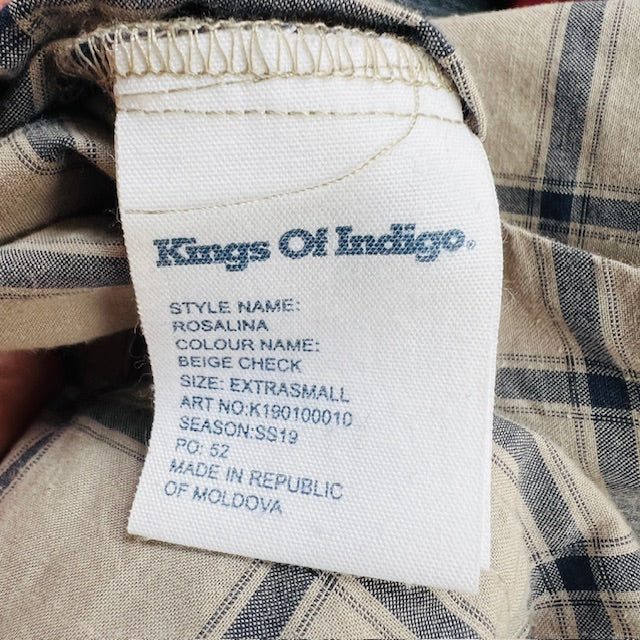 Kings Of Indigo.
STYLE NAME:
ROSALINA
COLOUR NAME:
BEIGE CHECK
SIZE: EXTRASMALL
ART NO:K190100010
SEASON:SS19
PO: 52
MADE IN REPUBLIC
OF MOLDOVA